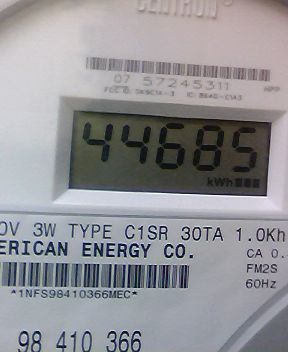 CENTRON
07 57245311 HPP
44685
kWh
0V 3W TYPE C1SR 30TA 1.0Kh
ERICAN ENERGY CO.
CA 0.
FM2S
60Hz
*1NFS98410366MEC*
98 410 366